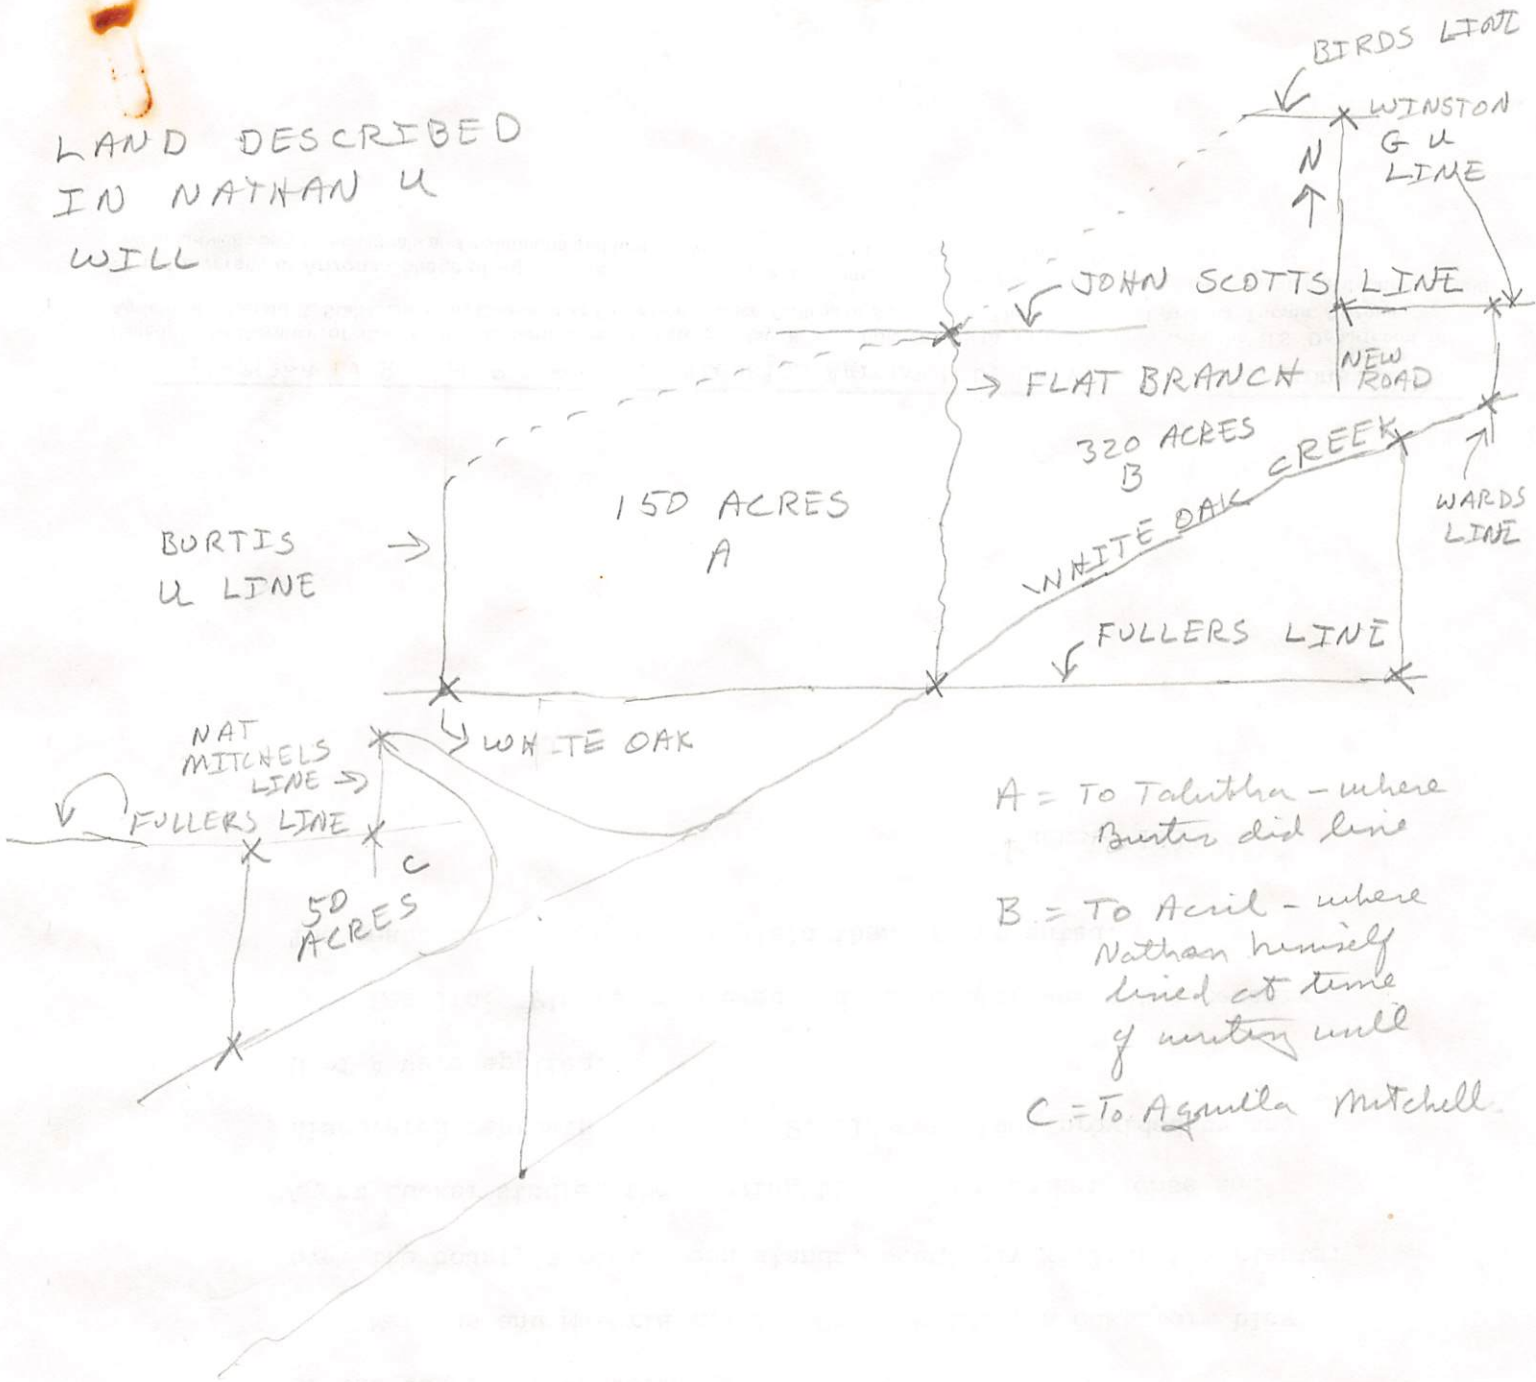 LAND DESCRIBED
IN NATHAN U
WILL
BIRDS LINE
WINSTON
G U
LINE
N
JOHN SCOTTS LINE
FLAT BRANCH
NEW
ROAD
320 ACRES
B
WHITE OAK CREEK
WARDS
LINE
150 ACRES
A
BURTIS
U LINE
FULLERS LINE
WHITE OAK
NAT
MITCHELS
LINE
FULLERS LINE
C
50
ACRES
A = To Tabitha - where
Burtis did line
B = To Acril - where
Nathan himself
lined at time
of writing will
C = To Aquilla Mitchell